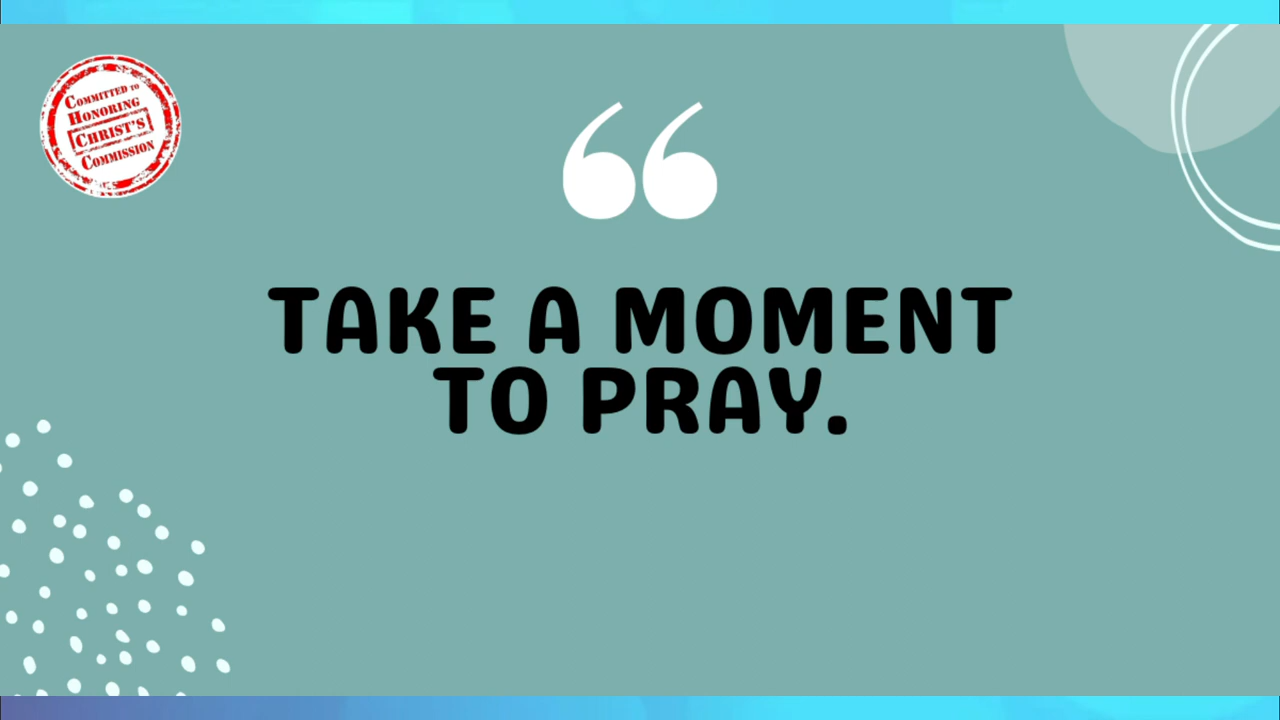 COMMITTED TO
HONORING
CHRIST'S
COMMISSION
“
TAKE A MOMENT
TO PRAY.